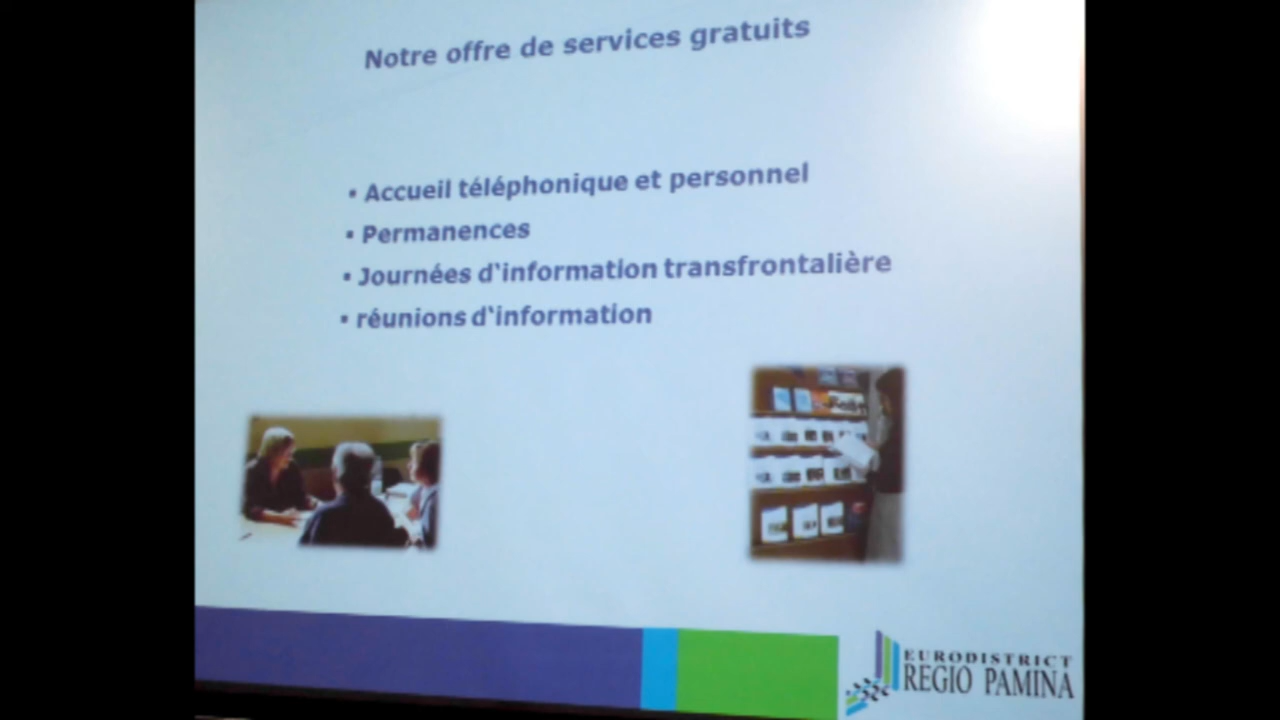 Notre offre de services gratuits
▪ Accueil téléphonique et personnel
▪ Permanences
▪ Journées d'information transfrontalière
▪ réunions d'information
EURODISTRICT
REGIO PAMINA